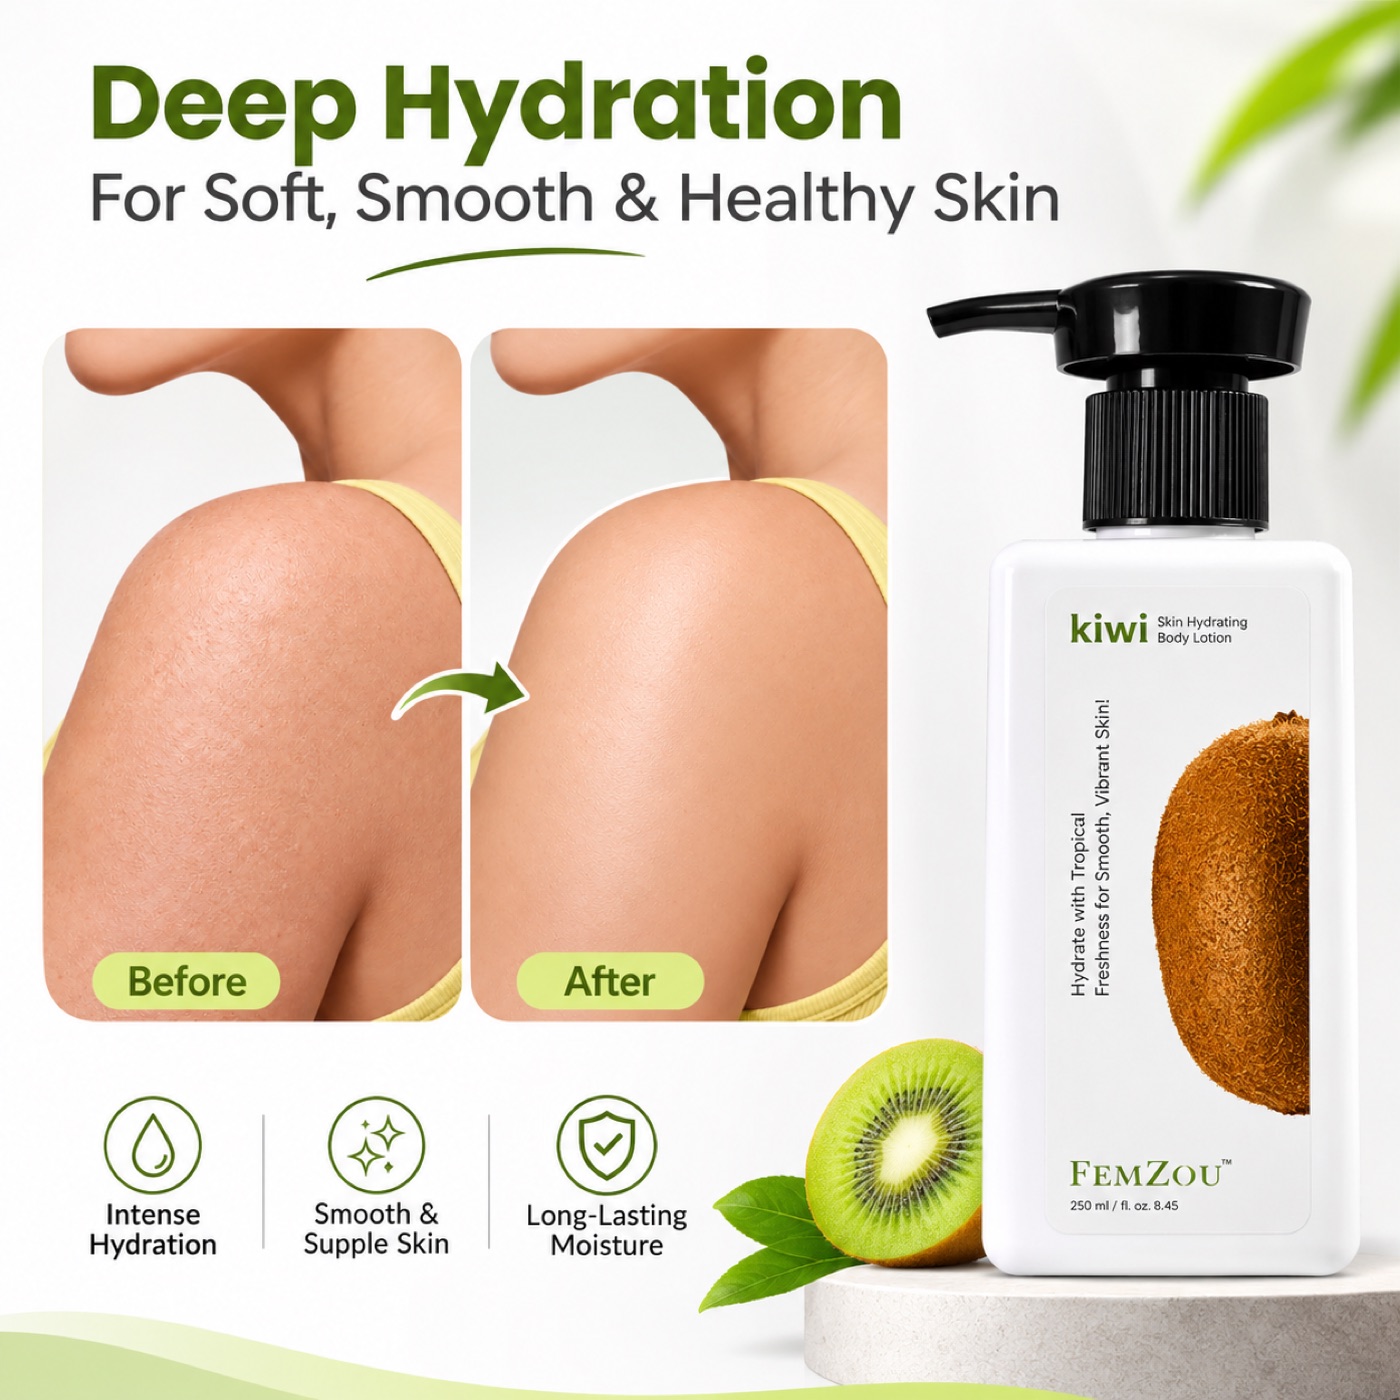 Deep Hydration
For Soft, Smooth & Healthy Skin
Before
After
Intense
Hydration
Smooth &
Supple Skin
Long-Lasting
Moisture
kiwi
Skin Hydrating
Body Lotion
Hydrate with Tropical
Freshness for Smooth, Vibrant Skin!
FEMZOU™
250 ml / fl. oz. 8.45